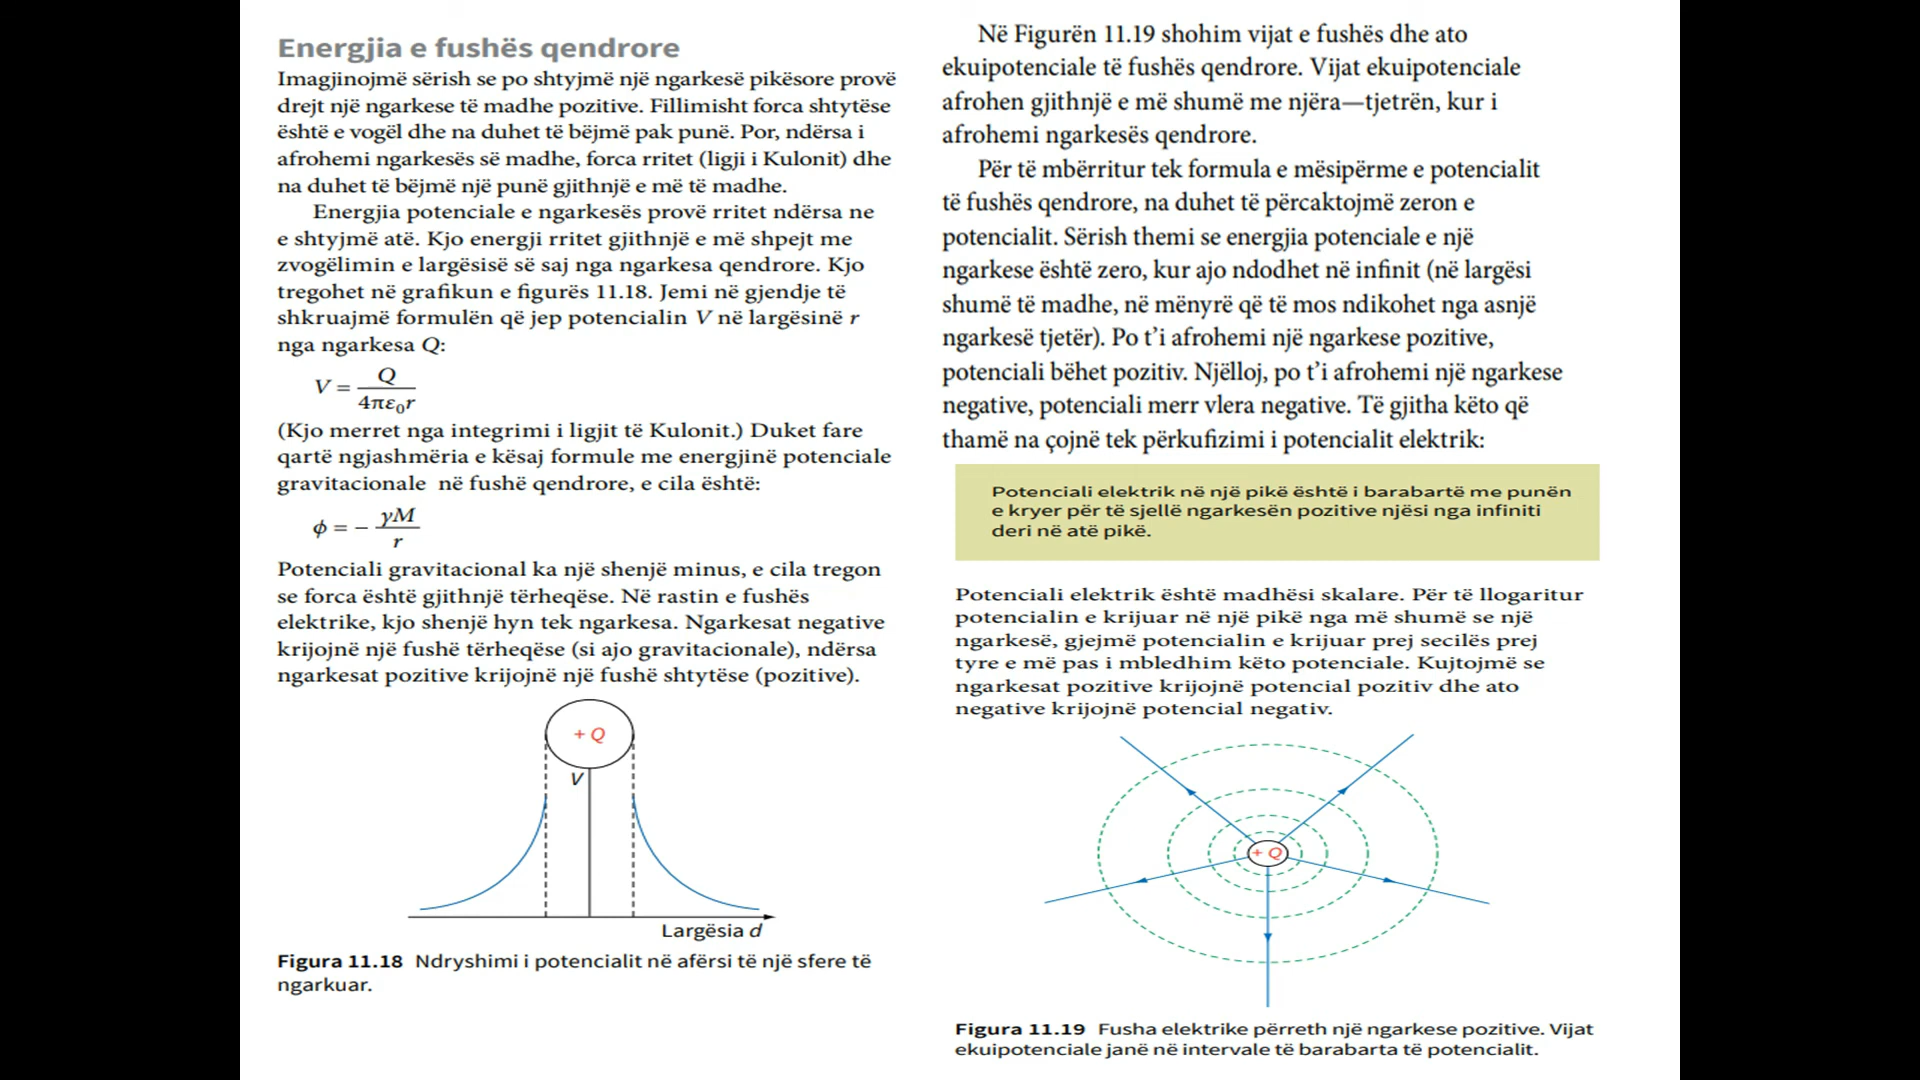 Energjia e fushës qendrore
Imagjinojmë sërish se po shtyjmë një ngarkesë pikësore provë
drejt një ngarkese të madhe pozitive. Fillimisht forca shtytëse
është e vogël dhe na duhet të bëjmë pak punë. Por, ndërsa i
afrohemi ngarkesës së madhe, forca rritet (ligji i Kulonit) dhe
na duhet të bëjmë një punë gjithnjë e më të madhe.
Energjia potenciale e ngarkesës provë rritet ndërsa ne
e shtyjmë atë. Kjo energji rritet gjithnjë e më shpejt me
zvogëlimin e largësisë së saj nga ngarkesa qendrore. Kjo
tregohet në grafikun e figurës 11.18. Jemi në gjendje të
shkruajmë formulën që jep potencialin V në largësinë r
nga ngarkesa Q:
V = Q / 4πε₀r
(Kjo merret nga integrimi i ligjit të Kulonit.) Duket fare
qartë ngjashmëria e kësaj formule me energjinë potenciale
gravitacionale në fushë qendrore, e cila është:
ϕ = − γM / r
Potenciali gravitacional ka një shenjë minus, e cila tregon
se forca është gjithnjë tërheqëse. Në rastin e fushës
elektrike, kjo shenjë hyn tek ngarkesa. Ngarkesat negative
krijojnë një fushë tërheqëse (si ajo gravitacionale), ndërsa
ngarkesat pozitive krijojnë një fushë shtytëse (pozitive).
+ Q
V
Largësia d
Figura 11.18 Ndryshimi i potencialit në afërsi të një sfere të
ngarkuar.
Në Figurën 11.19 shohim vijat e fushës dhe ato
ekuipotenciale të fushës qendrore. Vijat ekuipotenciale
afrohen gjithnjë e më shumë me njëra—tjetrën, kur i
afrohemi ngarkesës qendrore.
Për të mbërritur tek formula e mësipërme e potencialit
të fushës qendrore, na duhet të përcaktojmë zeron e
potencialit. Sërish themi se energjia potenciale e një
ngarkese është zero, kur ajo ndodhet në infinit (në largësi
shumë të madhe, në mënyrë që të mos ndikohet nga asnjë
ngarkesë tjetër). Po t’i afrohemi një ngarkese pozitive,
potenciali bëhet pozitiv. Njëlloj, po t’i afrohemi një ngarkese
negative, potenciali merr vlera negative. Të gjitha këto që
thamë na çojnë tek përkufizimi i potencialit elektrik:
Potenciali elektrik në një pikë është i barabartë me punën
e kryer për të sjellë ngarkesën pozitive njësi nga infiniti
deri në atë pikë.
Potenciali elektrik është madhësi skalare. Për të llogaritur
potencialin e krijuar në një pikë nga më shumë se një
ngarkesë, gjejmë potencialin e krijuar prej secilës prej
tyre e më pas i mbledhim këto potenciale. Kujtojmë se
ngarkesat pozitive krijojnë potencial pozitiv dhe ato
negative krijojnë potencial negativ.
+ Q
Figura 11.19 Fusha elektrike përreth një ngarkese pozitive. Vijat
ekuipotenciale janë në intervale të barabarta të potencialit.